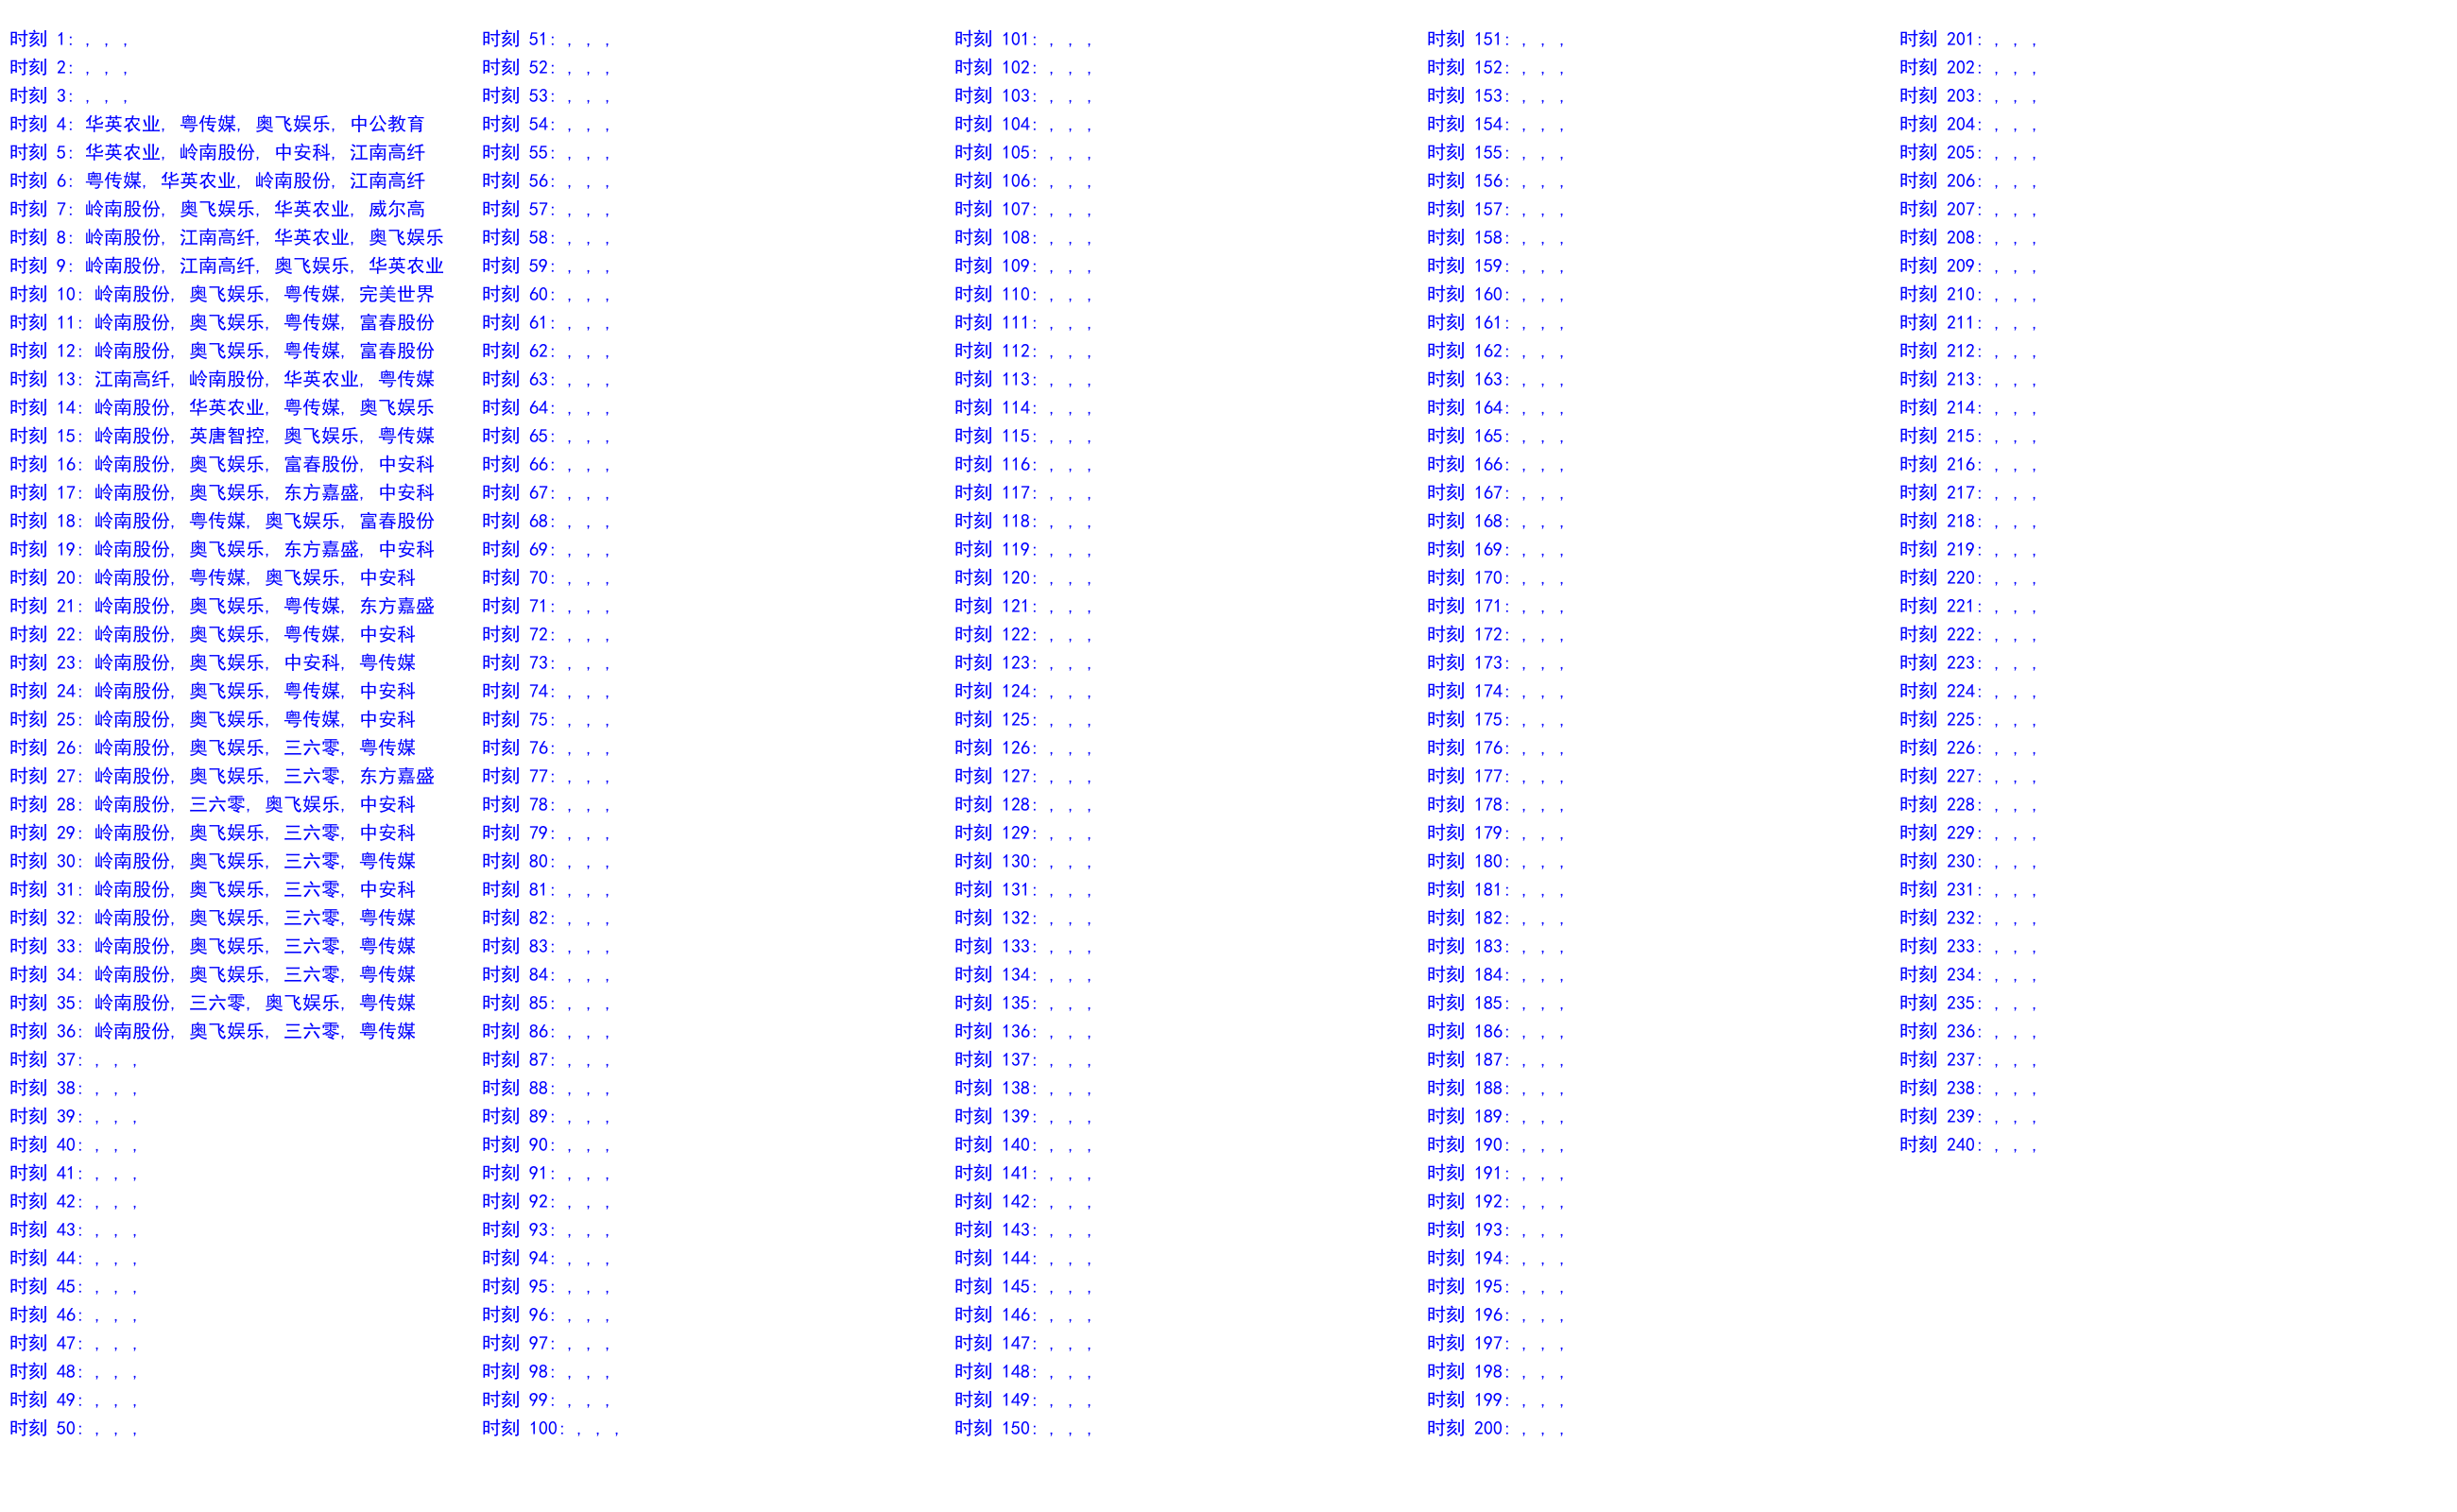 时刻 1: , , ,
时刻 2: , , ,
时刻 3: , , ,
时刻 4: 华英农业, 粤传媒, 奥飞娱乐, 中公教育
时刻 5: 华英农业, 岭南股份, 中安科, 江南高纤
时刻 6: 粤传媒, 华英农业, 岭南股份, 江南高纤
时刻 7: 岭南股份, 奥飞娱乐, 华英农业, 威尔高
时刻 8: 岭南股份, 江南高纤, 华英农业, 奥飞娱乐
时刻 9: 岭南股份, 江南高纤, 奥飞娱乐, 华英农业
时刻 10: 岭南股份, 奥飞娱乐, 粤传媒, 完美世界
时刻 11: 岭南股份, 奥飞娱乐, 粤传媒, 富春股份
时刻 12: 岭南股份, 奥飞娱乐, 粤传媒, 富春股份
时刻 13: 江南高纤, 岭南股份, 华英农业, 粤传媒
时刻 14: 岭南股份, 华英农业, 粤传媒, 奥飞娱乐
时刻 15: 岭南股份, 英唐智控, 奥飞娱乐, 粤传媒
时刻 16: 岭南股份, 奥飞娱乐, 富春股份, 中安科
时刻 17: 岭南股份, 奥飞娱乐, 东方嘉盛, 中安科
时刻 18: 岭南股份, 粤传媒, 奥飞娱乐, 富春股份
时刻 19: 岭南股份, 奥飞娱乐, 东方嘉盛, 中安科
时刻 20: 岭南股份, 粤传媒, 奥飞娱乐, 中安科
时刻 21: 岭南股份, 奥飞娱乐, 粤传媒, 东方嘉盛
时刻 22: 岭南股份, 奥飞娱乐, 粤传媒, 中安科
时刻 23: 岭南股份, 奥飞娱乐, 中安科, 粤传媒
时刻 24: 岭南股份, 奥飞娱乐, 粤传媒, 中安科
时刻 25: 岭南股份, 奥飞娱乐, 粤传媒, 中安科
时刻 26: 岭南股份, 奥飞娱乐, 三六零, 粤传媒
时刻 27: 岭南股份, 奥飞娱乐, 三六零, 东方嘉盛
时刻 28: 岭南股份, 三六零, 奥飞娱乐, 中安科
时刻 29: 岭南股份, 奥飞娱乐, 三六零, 中安科
时刻 30: 岭南股份, 奥飞娱乐, 三六零, 粤传媒
时刻 31: 岭南股份, 奥飞娱乐, 三六零, 中安科
时刻 32: 岭南股份, 奥飞娱乐, 三六零, 粤传媒
时刻 33: 岭南股份, 奥飞娱乐, 三六零, 粤传媒
时刻 34: 岭南股份, 奥飞娱乐, 三六零, 粤传媒
时刻 35: 岭南股份, 三六零, 奥飞娱乐, 粤传媒
时刻 36: 岭南股份, 奥飞娱乐, 三六零, 粤传媒
时刻 37: , , ,
时刻 38: , , ,
时刻 39: , , ,
时刻 40: , , ,
时刻 41: , , ,
时刻 42: , , ,
时刻 43: , , ,
时刻 44: , , ,
时刻 45: , , ,
时刻 46: , , ,
时刻 47: , , ,
时刻 48: , , ,
时刻 49: , , ,
时刻 50: , , ,
时刻 51: , , ,
时刻 52: , , ,
时刻 53: , , ,
时刻 54: , , ,
时刻 55: , , ,
时刻 56: , , ,
时刻 57: , , ,
时刻 58: , , ,
时刻 59: , , ,
时刻 60: , , ,
时刻 61: , , ,
时刻 62: , , ,
时刻 63: , , ,
时刻 64: , , ,
时刻 65: , , ,
时刻 66: , , ,
时刻 67: , , ,
时刻 68: , , ,
时刻 69: , , ,
时刻 70: , , ,
时刻 71: , , ,
时刻 72: , , ,
时刻 73: , , ,
时刻 74: , , ,
时刻 75: , , ,
时刻 76: , , ,
时刻 77: , , ,
时刻 78: , , ,
时刻 79: , , ,
时刻 80: , , ,
时刻 81: , , ,
时刻 82: , , ,
时刻 83: , , ,
时刻 84: , , ,
时刻 85: , , ,
时刻 86: , , ,
时刻 87: , , ,
时刻 88: , , ,
时刻 89: , , ,
时刻 90: , , ,
时刻 91: , , ,
时刻 92: , , ,
时刻 93: , , ,
时刻 94: , , ,
时刻 95: , , ,
时刻 96: , , ,
时刻 97: , , ,
时刻 98: , , ,
时刻 99: , , ,
时刻 100: , , ,
时刻 101: , , ,
时刻 102: , , ,
时刻 103: , , ,
时刻 104: , , ,
时刻 105: , , ,
时刻 106: , , ,
时刻 107: , , ,
时刻 108: , , ,
时刻 109: , , ,
时刻 110: , , ,
时刻 111: , , ,
时刻 112: , , ,
时刻 113: , , ,
时刻 114: , , ,
时刻 115: , , ,
时刻 116: , , ,
时刻 117: , , ,
时刻 118: , , ,
时刻 119: , , ,
时刻 120: , , ,
时刻 121: , , ,
时刻 122: , , ,
时刻 123: , , ,
时刻 124: , , ,
时刻 125: , , ,
时刻 126: , , ,
时刻 127: , , ,
时刻 128: , , ,
时刻 129: , , ,
时刻 130: , , ,
时刻 131: , , ,
时刻 132: , , ,
时刻 133: , , ,
时刻 134: , , ,
时刻 135: , , ,
时刻 136: , , ,
时刻 137: , , ,
时刻 138: , , ,
时刻 139: , , ,
时刻 140: , , ,
时刻 141: , , ,
时刻 142: , , ,
时刻 143: , , ,
时刻 144: , , ,
时刻 145: , , ,
时刻 146: , , ,
时刻 147: , , ,
时刻 148: , , ,
时刻 149: , , ,
时刻 150: , , ,
时刻 151: , , ,
时刻 152: , , ,
时刻 153: , , ,
时刻 154: , , ,
时刻 155: , , ,
时刻 156: , , ,
时刻 157: , , ,
时刻 158: , , ,
时刻 159: , , ,
时刻 160: , , ,
时刻 161: , , ,
时刻 162: , , ,
时刻 163: , , ,
时刻 164: , , ,
时刻 165: , , ,
时刻 166: , , ,
时刻 167: , , ,
时刻 168: , , ,
时刻 169: , , ,
时刻 170: , , ,
时刻 171: , , ,
时刻 172: , , ,
时刻 173: , , ,
时刻 174: , , ,
时刻 175: , , ,
时刻 176: , , ,
时刻 177: , , ,
时刻 178: , , ,
时刻 179: , , ,
时刻 180: , , ,
时刻 181: , , ,
时刻 182: , , ,
时刻 183: , , ,
时刻 184: , , ,
时刻 185: , , ,
时刻 186: , , ,
时刻 187: , , ,
时刻 188: , , ,
时刻 189: , , ,
时刻 190: , , ,
时刻 191: , , ,
时刻 192: , , ,
时刻 193: , , ,
时刻 194: , , ,
时刻 195: , , ,
时刻 196: , , ,
时刻 197: , , ,
时刻 198: , , ,
时刻 199: , , ,
时刻 200: , , ,
时刻 201: , , ,
时刻 202: , , ,
时刻 203: , , ,
时刻 204: , , ,
时刻 205: , , ,
时刻 206: , , ,
时刻 207: , , ,
时刻 208: , , ,
时刻 209: , , ,
时刻 210: , , ,
时刻 211: , , ,
时刻 212: , , ,
时刻 213: , , ,
时刻 214: , , ,
时刻 215: , , ,
时刻 216: , , ,
时刻 217: , , ,
时刻 218: , , ,
时刻 219: , , ,
时刻 220: , , ,
时刻 221: , , ,
时刻 222: , , ,
时刻 223: , , ,
时刻 224: , , ,
时刻 225: , , ,
时刻 226: , , ,
时刻 227: , , ,
时刻 228: , , ,
时刻 229: , , ,
时刻 230: , , ,
时刻 231: , , ,
时刻 232: , , ,
时刻 233: , , ,
时刻 234: , , ,
时刻 235: , , ,
时刻 236: , , ,
时刻 237: , , ,
时刻 238: , , ,
时刻 239: , , ,
时刻 240: , , ,